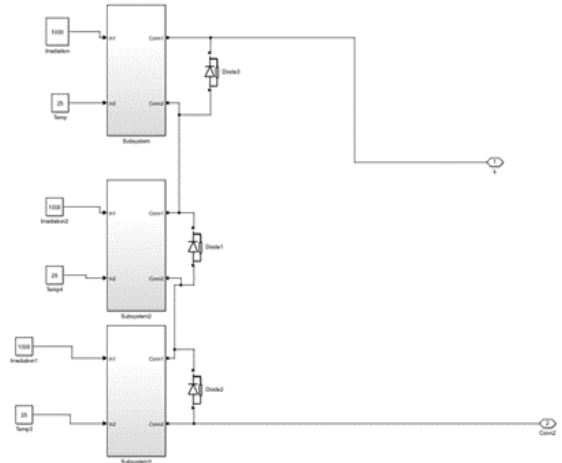 1000
In1
Conn1
Irradiation
Diode3
25
In2
Conn2
Temp
Subsystem
1
1000
In1
Conn1
Irradiation2
Diode1
25
In2
Conn2
Temp4
Subsystem2
1000
In1
Conn1
Irradiation1
Diode2
25
In2
Conn2
2
Temp3
Conn2